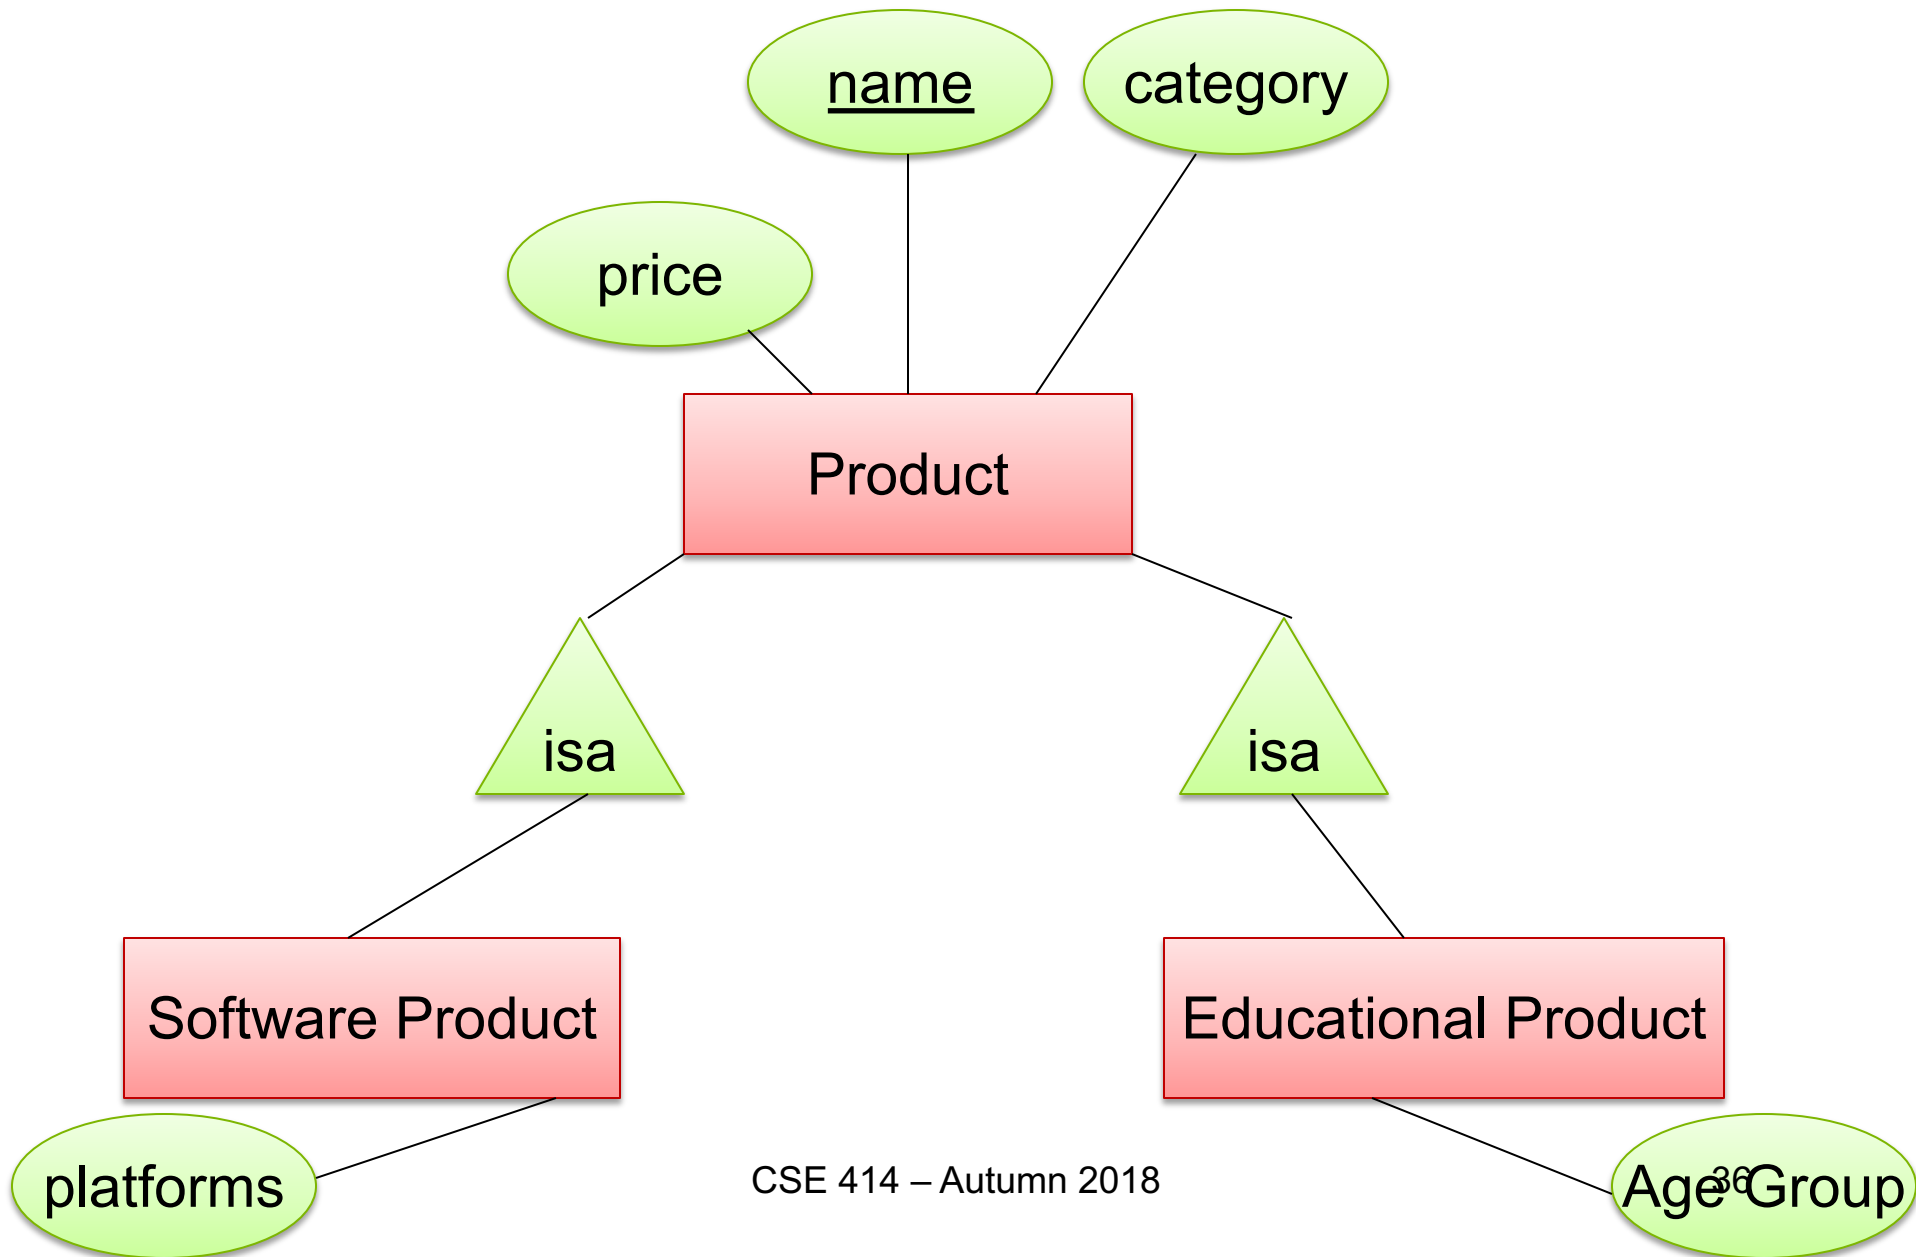 name
category
price
Product
isa
isa
Software Product
Educational Product
platforms
CSE 414 – Autumn 2018
Age Group
36